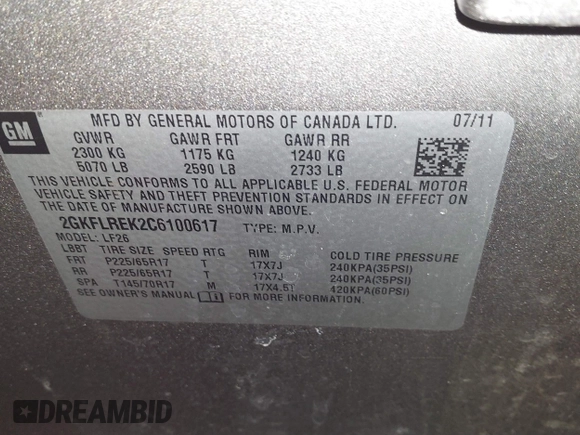 GM
MFD BY GENERAL MOTORS OF CANADA LTD. 07/11
GVWR GAWR FRT GAWR RR
2300 KG 1175 KG 1240 KG
5070 LB 2590 LB 2733 LB
THIS VEHICLE CONFORMS TO ALL APPLICABLE U.S. FEDERAL MOTOR
VEHICLE SAFETY AND THEFT PREVENTION STANDARDS IN EFFECT ON
THE DATE OF MANUFACTURE SHOWN ABOVE.
2GKFLREK2C6100617 TYPE: M.P.V.
MODEL: LF26
LBBT TIRE SIZE SPEED RTG RIM COLD TIRE PRESSURE
FRT P225/65R17 T 17X7J 240KPA(35PSI)
RR P225/65R17 T 17X7J 240KPA(35PSI)
SPA T145/70R17 M 17X4.5T 420KPA(60PSI)
SEE OWNER'S MANUAL
DREAMBID